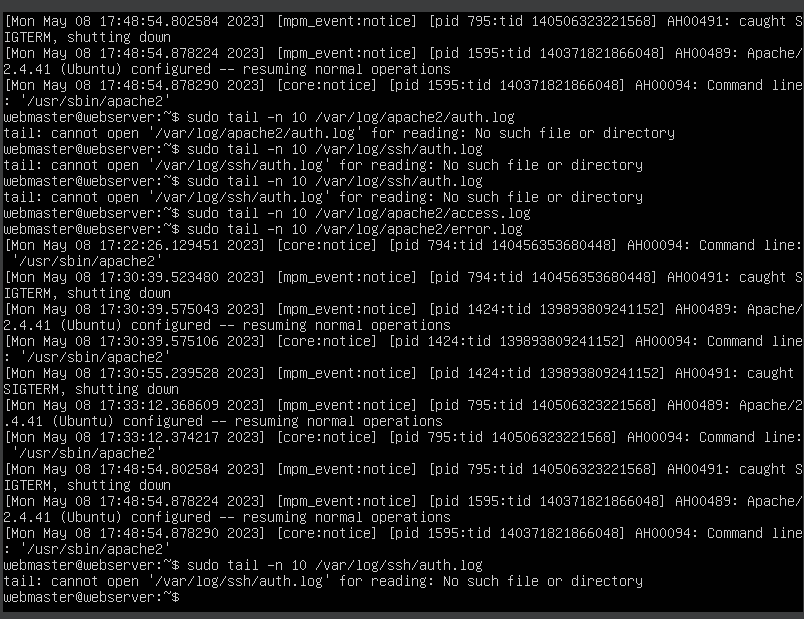 [Mon May 08 17:48:54.802584 2023] [mpm_event:notice] [pid 795:tid 140506323221568] AH00491: caught S
IGTERM, shutting down
[Mon May 08 17:48:54.878224 2023] [mpm_event:notice] [pid 1595:tid 140371821866048] AH00489: Apache/
2.4.41 (Ubuntu) configured -- resuming normal operations
[Mon May 08 17:48:54.878290 2023] [core:notice] [pid 1595:tid 140371821866048] AH00094: Command line
: '/usr/sbin/apache2'
webmaster@webserver:~$ sudo tail -n 10 /var/log/apache2/auth.log
tail: cannot open '/var/log/apache2/auth.log' for reading: No such file or directory
webmaster@webserver:~$ sudo tail -n 10 /var/log/ssh/auth.log
tail: cannot open '/var/log/ssh/auth.log' for reading: No such file or directory
webmaster@webserver:~$ sudo tail -n 10 /var/log/ssh/auth.log
tail: cannot open '/var/log/ssh/auth.log' for reading: No such file or directory
webmaster@webserver:~$ sudo tail -n 10 /var/log/apache2/access.log
webmaster@webserver:~$ sudo tail -n 10 /var/log/apache2/error.log
[Mon May 08 17:22:26.129451 2023] [core:notice] [pid 794:tid 140456353680448] AH00094: Command line:
 '/usr/sbin/apache2'
[Mon May 08 17:30:39.523480 2023] [mpm_event:notice] [pid 794:tid 140456353680448] AH00491: caught S
IGTERM, shutting down
[Mon May 08 17:30:39.575043 2023] [mpm_event:notice] [pid 1424:tid 139893809241152] AH00489: Apache/
2.4.41 (Ubuntu) configured -- resuming normal operations
[Mon May 08 17:30:39.575106 2023] [core:notice] [pid 1424:tid 139893809241152] AH00094: Command line
: '/usr/sbin/apache2'
[Mon May 08 17:30:55.239528 2023] [mpm_event:notice] [pid 1424:tid 139893809241152] AH00491: caught
SIGTERM, shutting down
[Mon May 08 17:33:12.368609 2023] [mpm_event:notice] [pid 795:tid 140506323221568] AH00489: Apache/2
.4.41 (Ubuntu) configured -- resuming normal operations
[Mon May 08 17:33:12.374217 2023] [core:notice] [pid 795:tid 140506323221568] AH00094: Command line:
 '/usr/sbin/apache2'
[Mon May 08 17:48:54.802584 2023] [mpm_event:notice] [pid 795:tid 140506323221568] AH00491: caught S
IGTERM, shutting down
[Mon May 08 17:48:54.878224 2023] [mpm_event:notice] [pid 1595:tid 140371821866048] AH00489: Apache/
2.4.41 (Ubuntu) configured -- resuming normal operations
[Mon May 08 17:48:54.878290 2023] [core:notice] [pid 1595:tid 140371821866048] AH00094: Command line
: '/usr/sbin/apache2'
webmaster@webserver:~$ sudo tail -n 10 /var/log/ssh/auth.log
tail: cannot open '/var/log/ssh/auth.log' for reading: No such file or directory
webmaster@webserver:~$